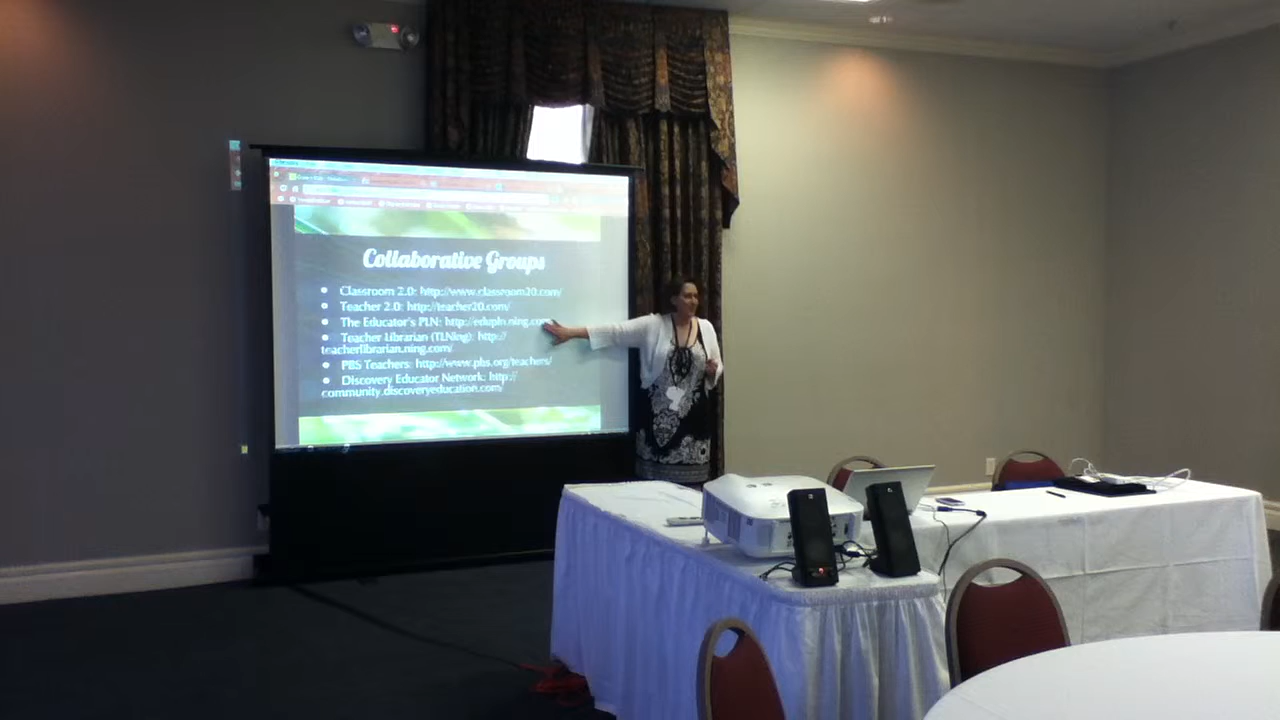 Collaborative Groups
• Classroom 2.0: http://www.classroom20.com/
• Teacher 2.0: http://teacher20.com/
• The Educator's PLN: http://edupln.ning.com
• Teacher Librarian (TLNing): http://
teacherlibrarian.ning.com/
• PBS Teachers: http://www.pbs.org/teachers/
• Discovery Educator Network: http://
community.discoveryeducation.com/